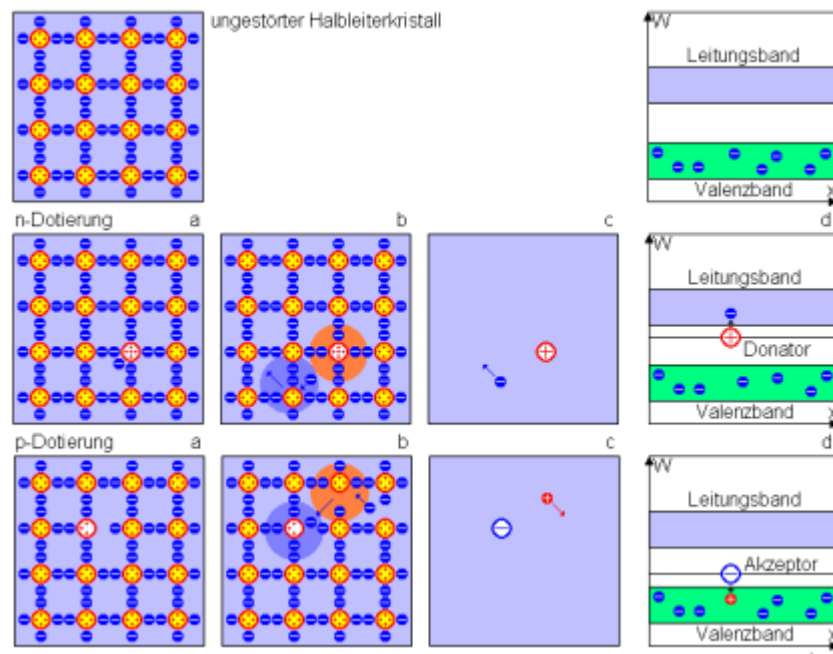 ungestörter Halbleiterkristall
W
Leitungsband
Valenzband x
n-Dotierung a b c d
W
Leitungsband
Donator
Valenzband x
p-Dotierung a b c d
W
Leitungsband
Akzeptor
Valenzband x